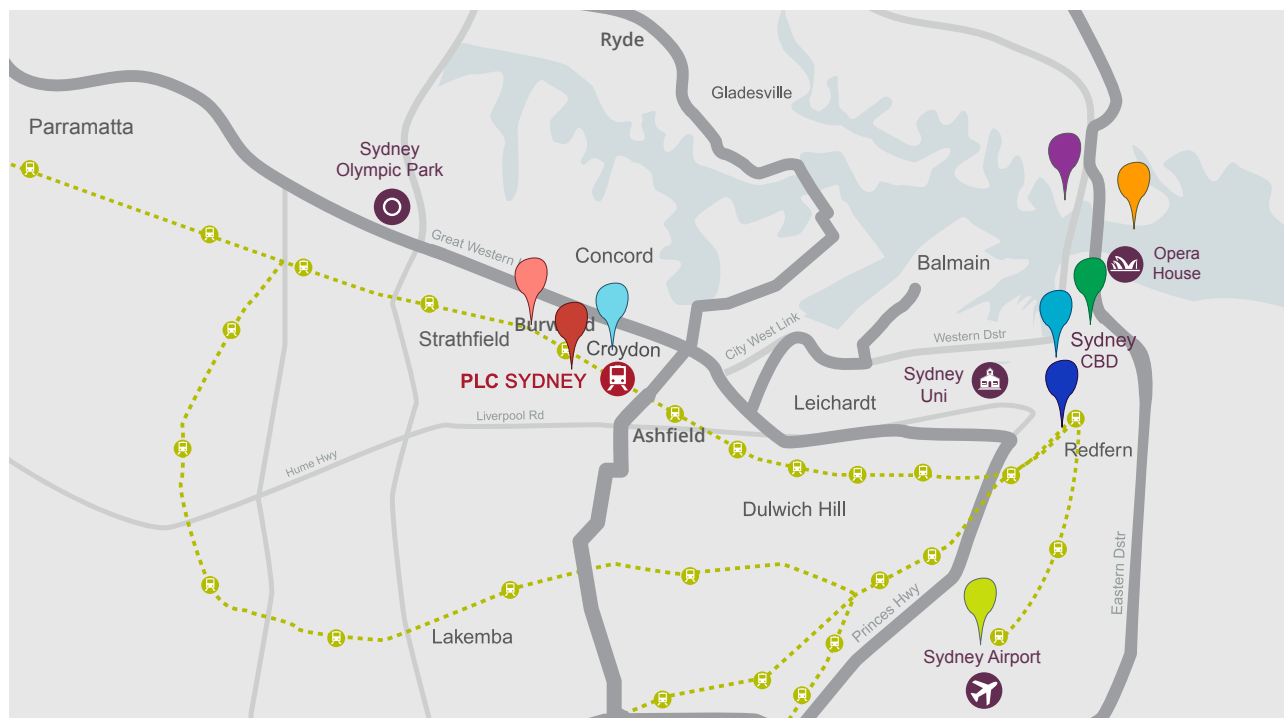 Ryde
Gladesville
Parramatta
Sydney
Olympic Park
Great Western
Concord
Balmain
Opera
House
Strathfield
Croydon
City West Link
Western Dstr
Sydney
CBD
PLC SYDNEY
Sydney
Uni
Leichardt
Liverpool Rd
Ashfield
Redfern
Hume Hwy
Dulwich Hill
Eastern Dstr
Princes Hwy
Lakemba
Sydney Airport